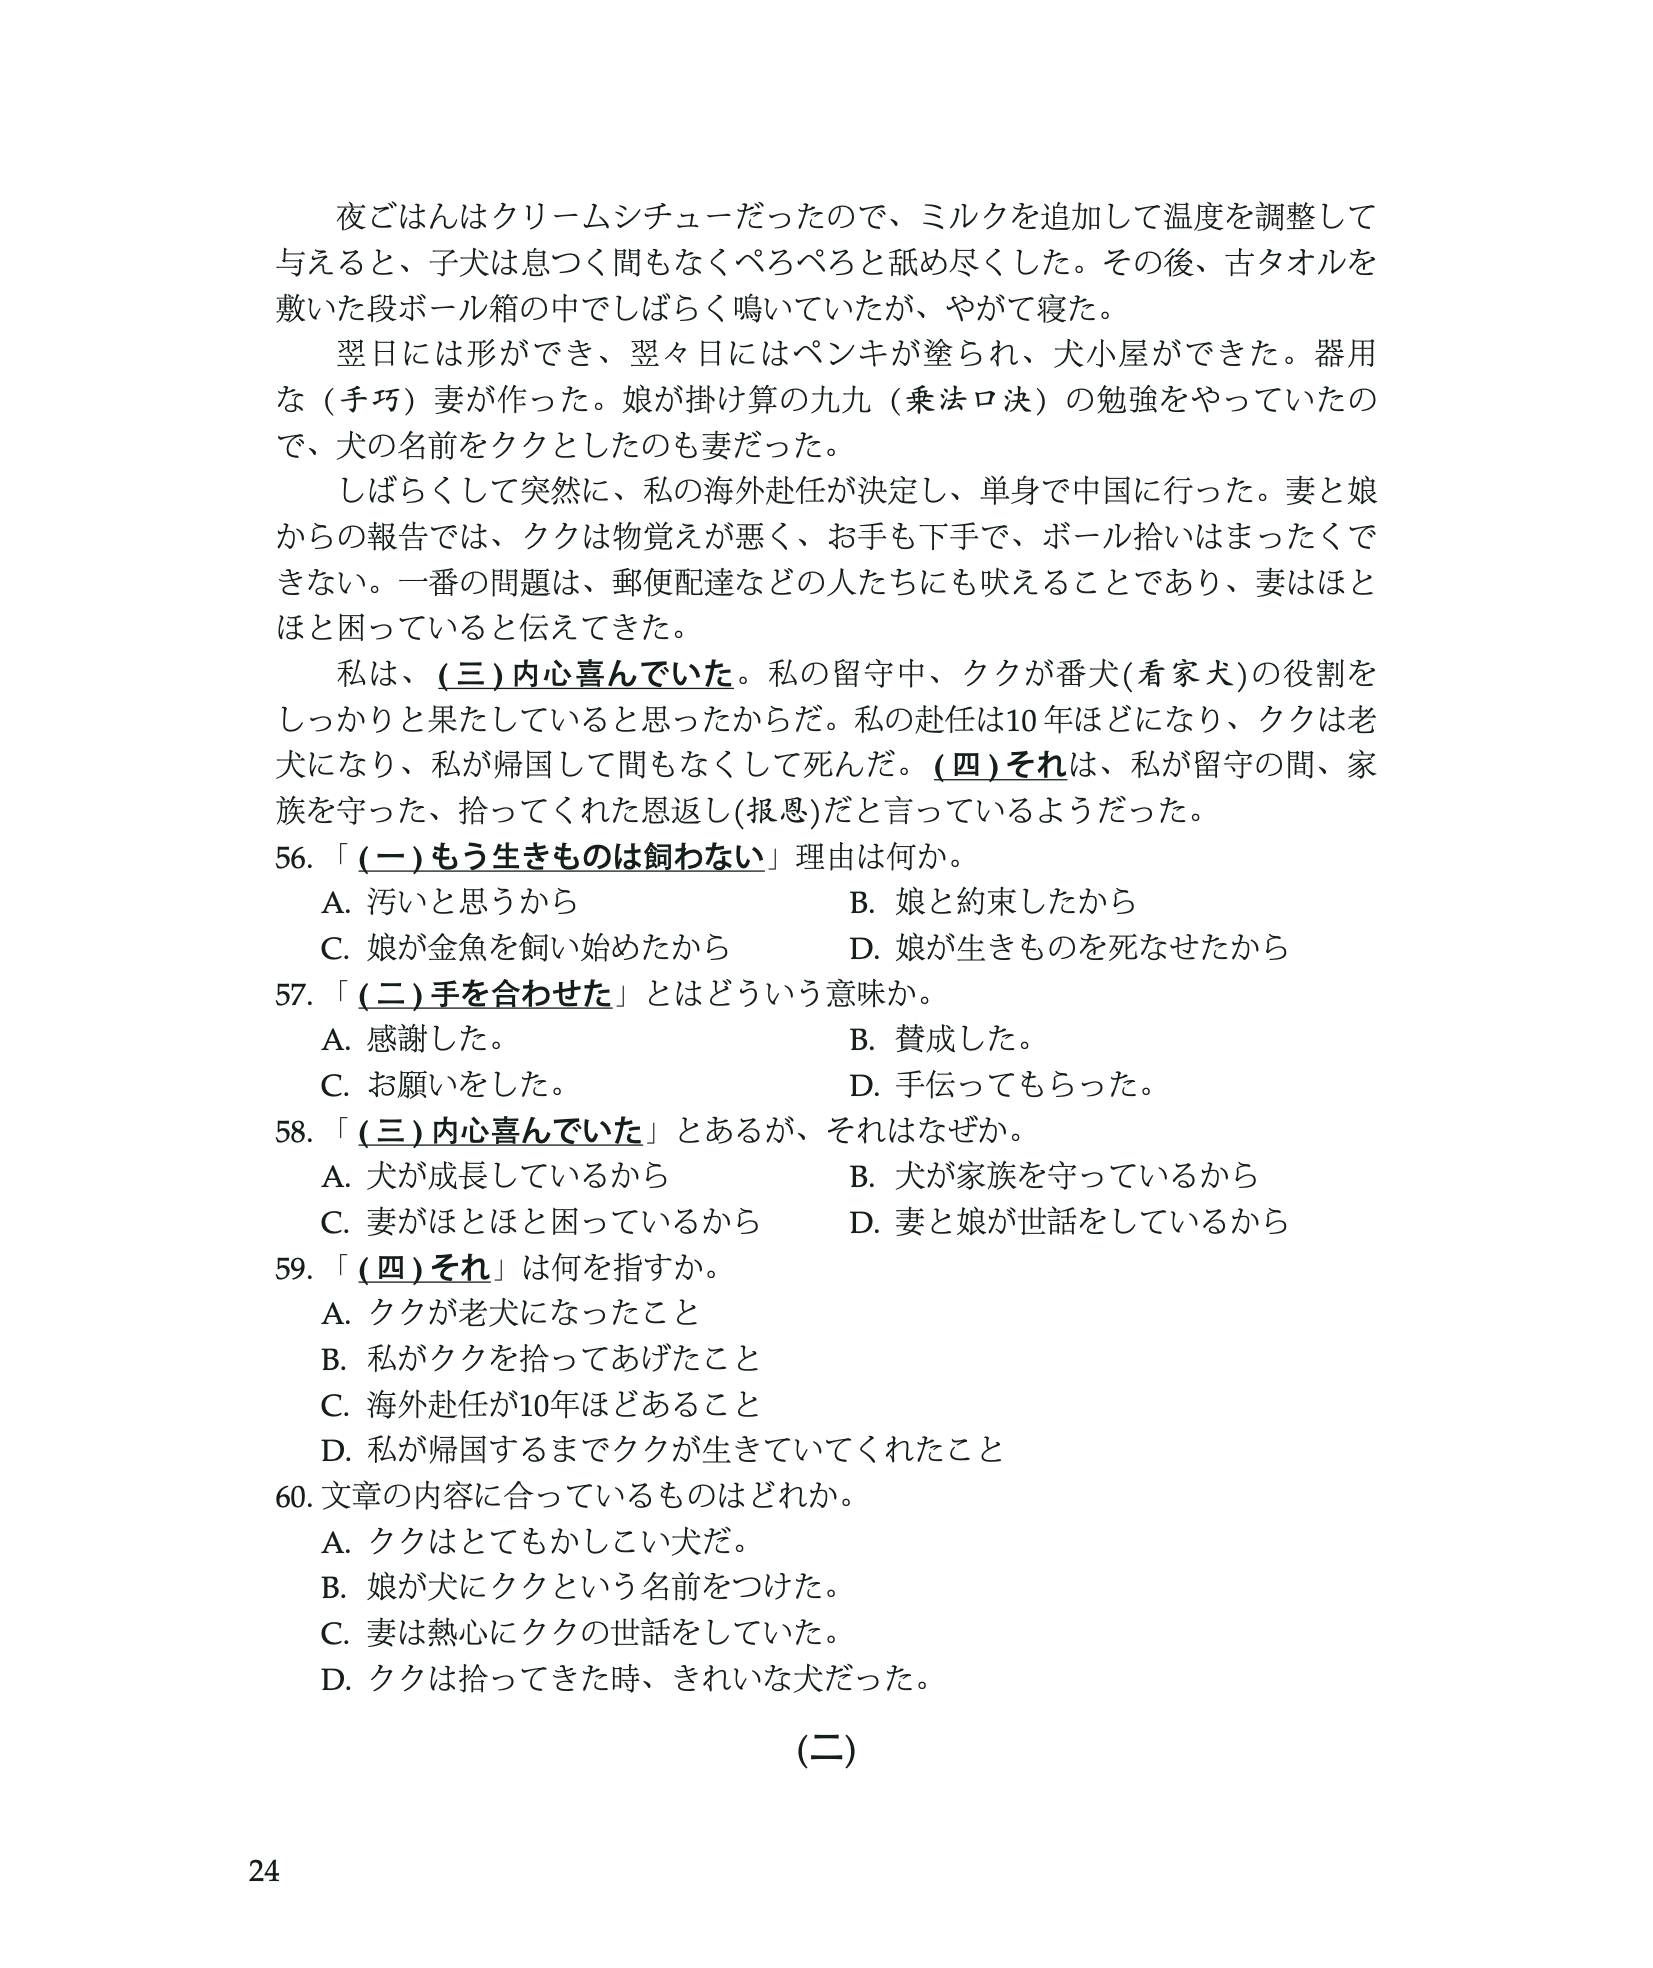 夜ごはんはクリームシチューだったので、ミルクを追加して温度を調整して
与えると、子犬は息つく間もなくぺろぺろと舐め尽くした。その後、古タオルを
敷いた段ボール箱の中でしばらく鳴いていたが、やがて寝た。
翌日には形ができ、翌々日にはペンキが塗られ、犬小屋ができた。器用
な（手巧）妻が作った。娘が掛け算の九九（乘法口决）の勉強をやっていたの
で、犬の名前をククとしたのも妻だった。
しばらくして突然に、私の海外赴任が決定し、単身で中国に行った。妻と娘
からの報告では、ククは物覚えが悪く、お手も下手で、ボール拾いはまったくで
きない。一番の問題は、郵便配達などの人たちにも吠えることであり、妻はほと
ほと困っていると伝えてきた。
私は、(三)内心喜んでいた。私の留守中、ククが番犬(看家犬)の役割を
しっかりと果たしていると思ったからだ。私の赴任は10年ほどになり、ククは老
犬になり、私が帰国して間もなくして死んだ。(四)それは、私が留守の間、家
族を守った、拾ってくれた恩返し(报恩)だと言っているようだった。
56. 「(一)もう生きものは飼わない」理由は何か。
A. 汚いと思うから B. 娘と約束したから
C. 娘が金魚を飼い始めたから D. 娘が生きものを死なせたから
57. 「(二)手を合わせた」とはどういう意味か。
A. 感謝した。 B. 賛成した。
C. お願いをした。 D. 手伝ってもらった。
58. 「(三)内心喜んでいた」とあるが、それはなぜか。
A. 犬が成長しているから B. 犬が家族を守っているから
C. 妻がほとほと困っているから D. 妻と娘が世話をしているから
59. 「(四)それ」は何を指すか。
A. ククが老犬になったこと
B. 私がククを拾ってあげたこと
C. 海外赴任が10年ほどあること
D. 私が帰国するまでククが生きていてくれたこと
60. 文章の内容に合っているものはどれか。
A. ククはとてもかしこい犬だ。
B. 娘が犬にククという名前をつけた。
C. 妻は熱心にククの世話をしていた。
D. ククは拾ってきた時、きれいな犬だった。
(二)
24